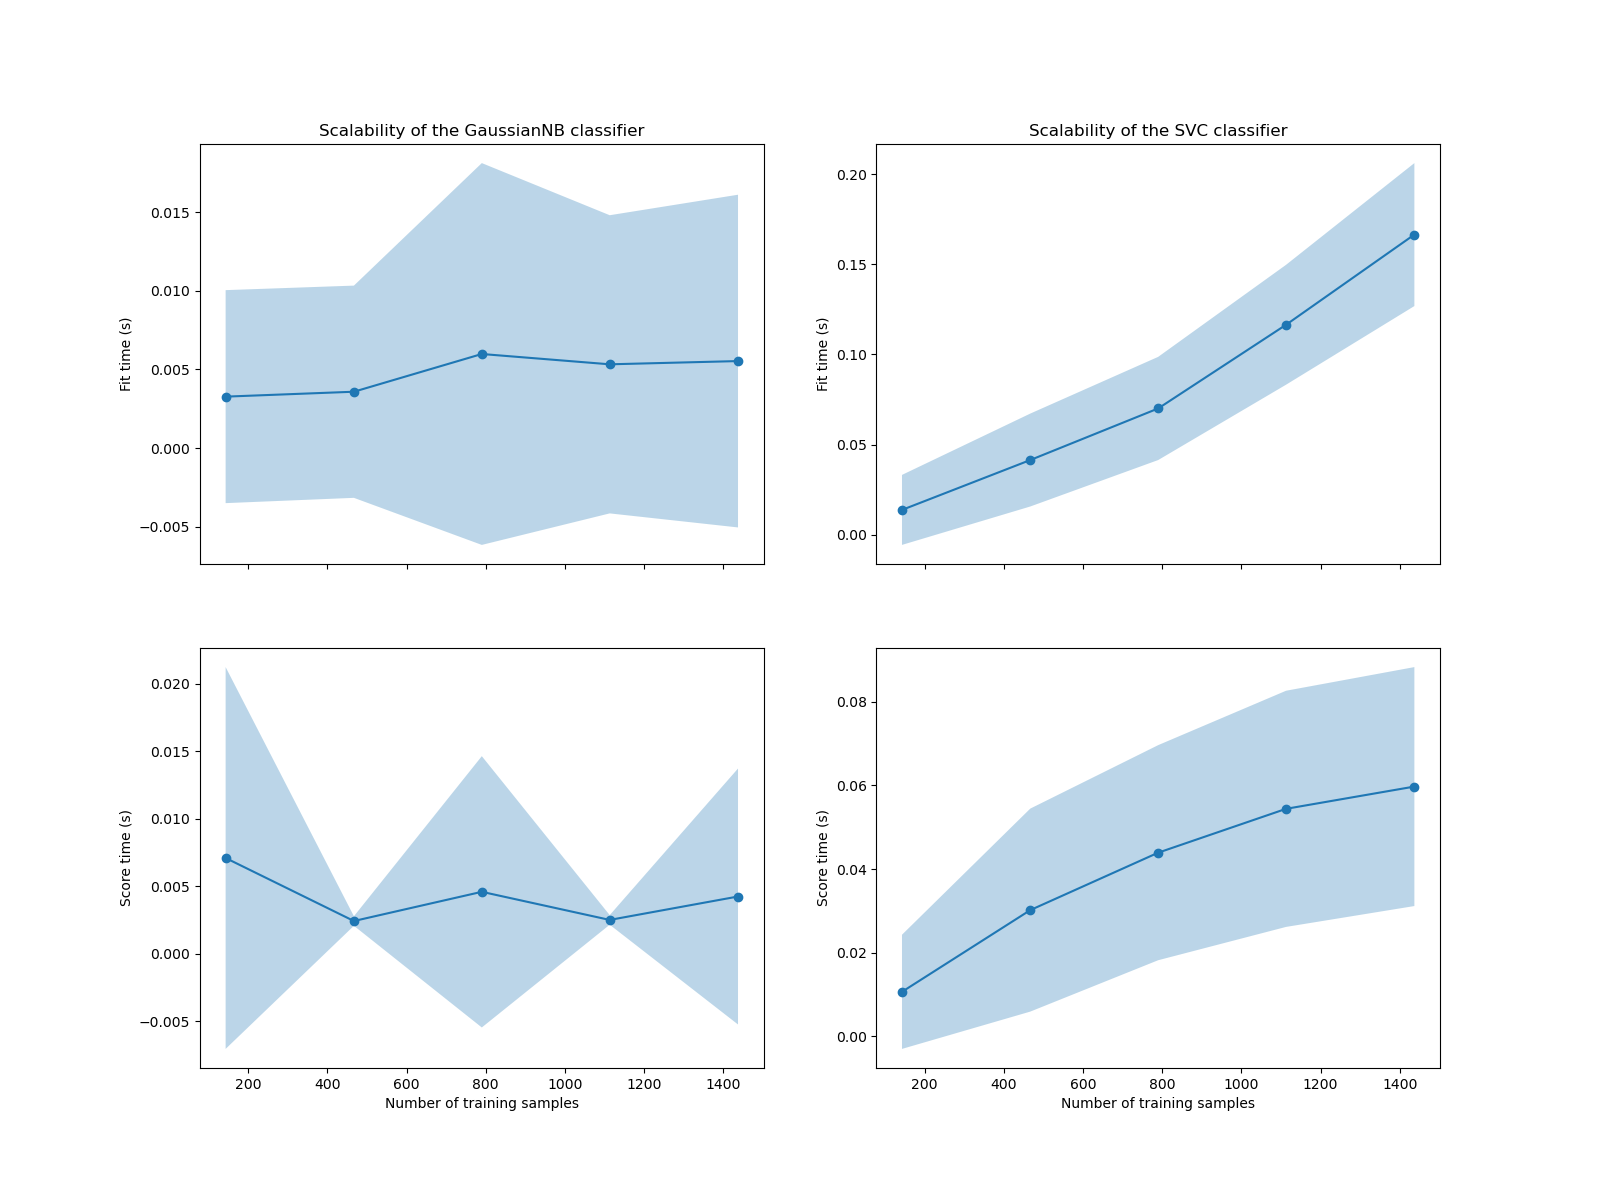 Scalability of the GaussianNB classifier
Scalability of the SVC classifier
0.015
0.010
0.005
0.000
−0.005
Fit time (s)
0.20
0.15
0.10
0.05
0.00
Fit time (s)
0.020
0.015
0.010
0.005
0.000
−0.005
Score time (s)
200 400 600 800 1000 1200 1400
Number of training samples
0.08
0.06
0.04
0.02
0.00
Score time (s)
200 400 600 800 1000 1200 1400
Number of training samples